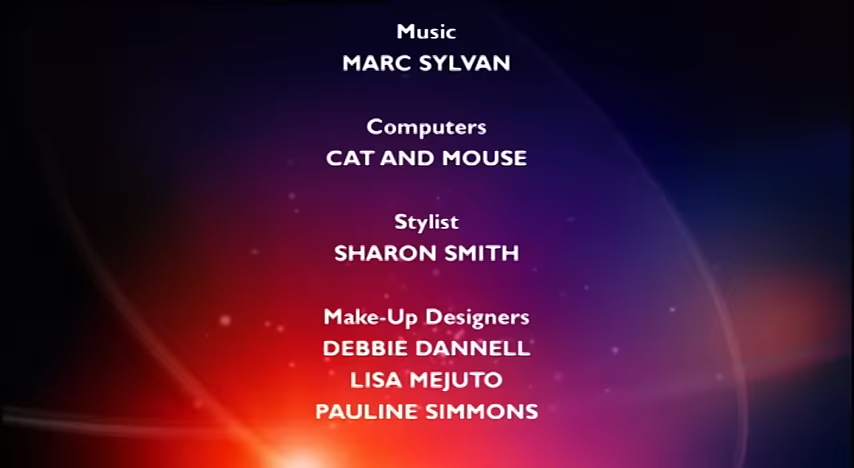 Music
MARC SYLVAN
Computers
CAT AND MOUSE
Stylist
SHARON SMITH
Make-Up Designers
DEBBIE DANNELL
LISA MEJUTO
PAULINE SIMMONS